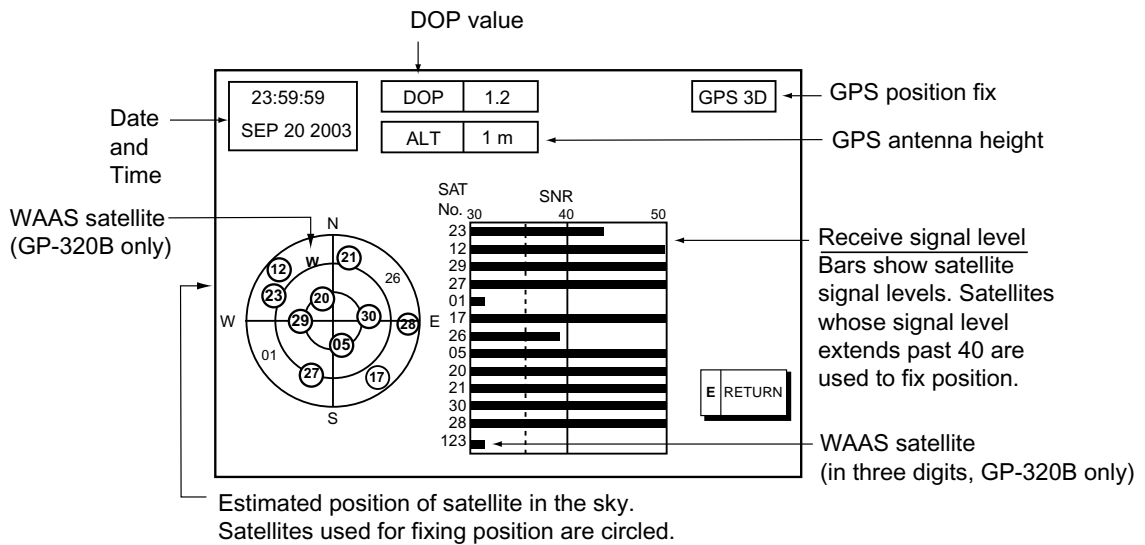 DOP value
23:59:59
SEP 20 2003
DOP 1.2
ALT 1 m
GPS 3D
GPS position fix
GPS antenna height
Date
and
Time
WAAS satellite
(GP-320B only)
N
W
E
S
W
12
21
26
23
20
29
30
28
05
01
27
17
SAT
No.
SNR
30 40 50
23
12
29
27
01
17
26
05
20
21
30
28
123
Receive signal level
Bars show satellite
signal levels. Satellites
whose signal level
extends past 40 are
used to fix position.
E RETURN
WAAS satellite
(in three digits, GP-320B only)
Estimated position of satellite in the sky.
Satellites used for fixing position are circled.